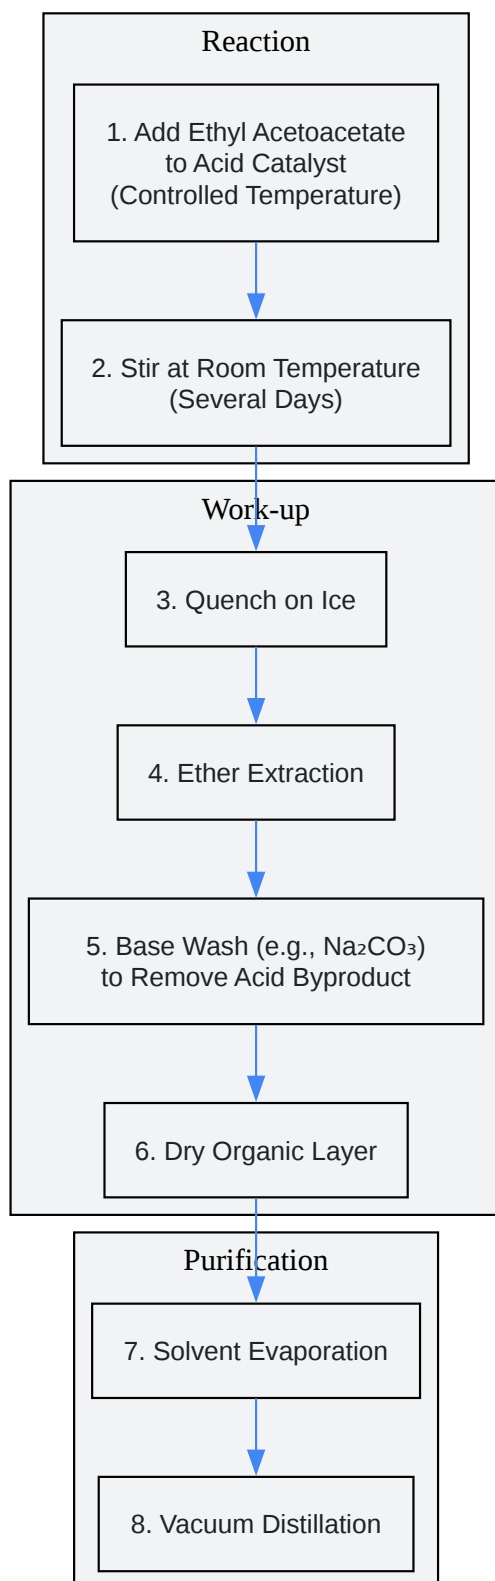 Reaction
1. Add Ethyl Acetoacetate
to Acid Catalyst
(Controlled Temperature)
2. Stir at Room Temperature
(Several Days)
Work-up
3. Quench on Ice
4. Ether Extraction
5. Base Wash (e.g., Na₂CO₃)
to Remove Acid Byproduct
6. Dry Organic Layer
Purification
7. Solvent Evaporation
8. Vacuum Distillation